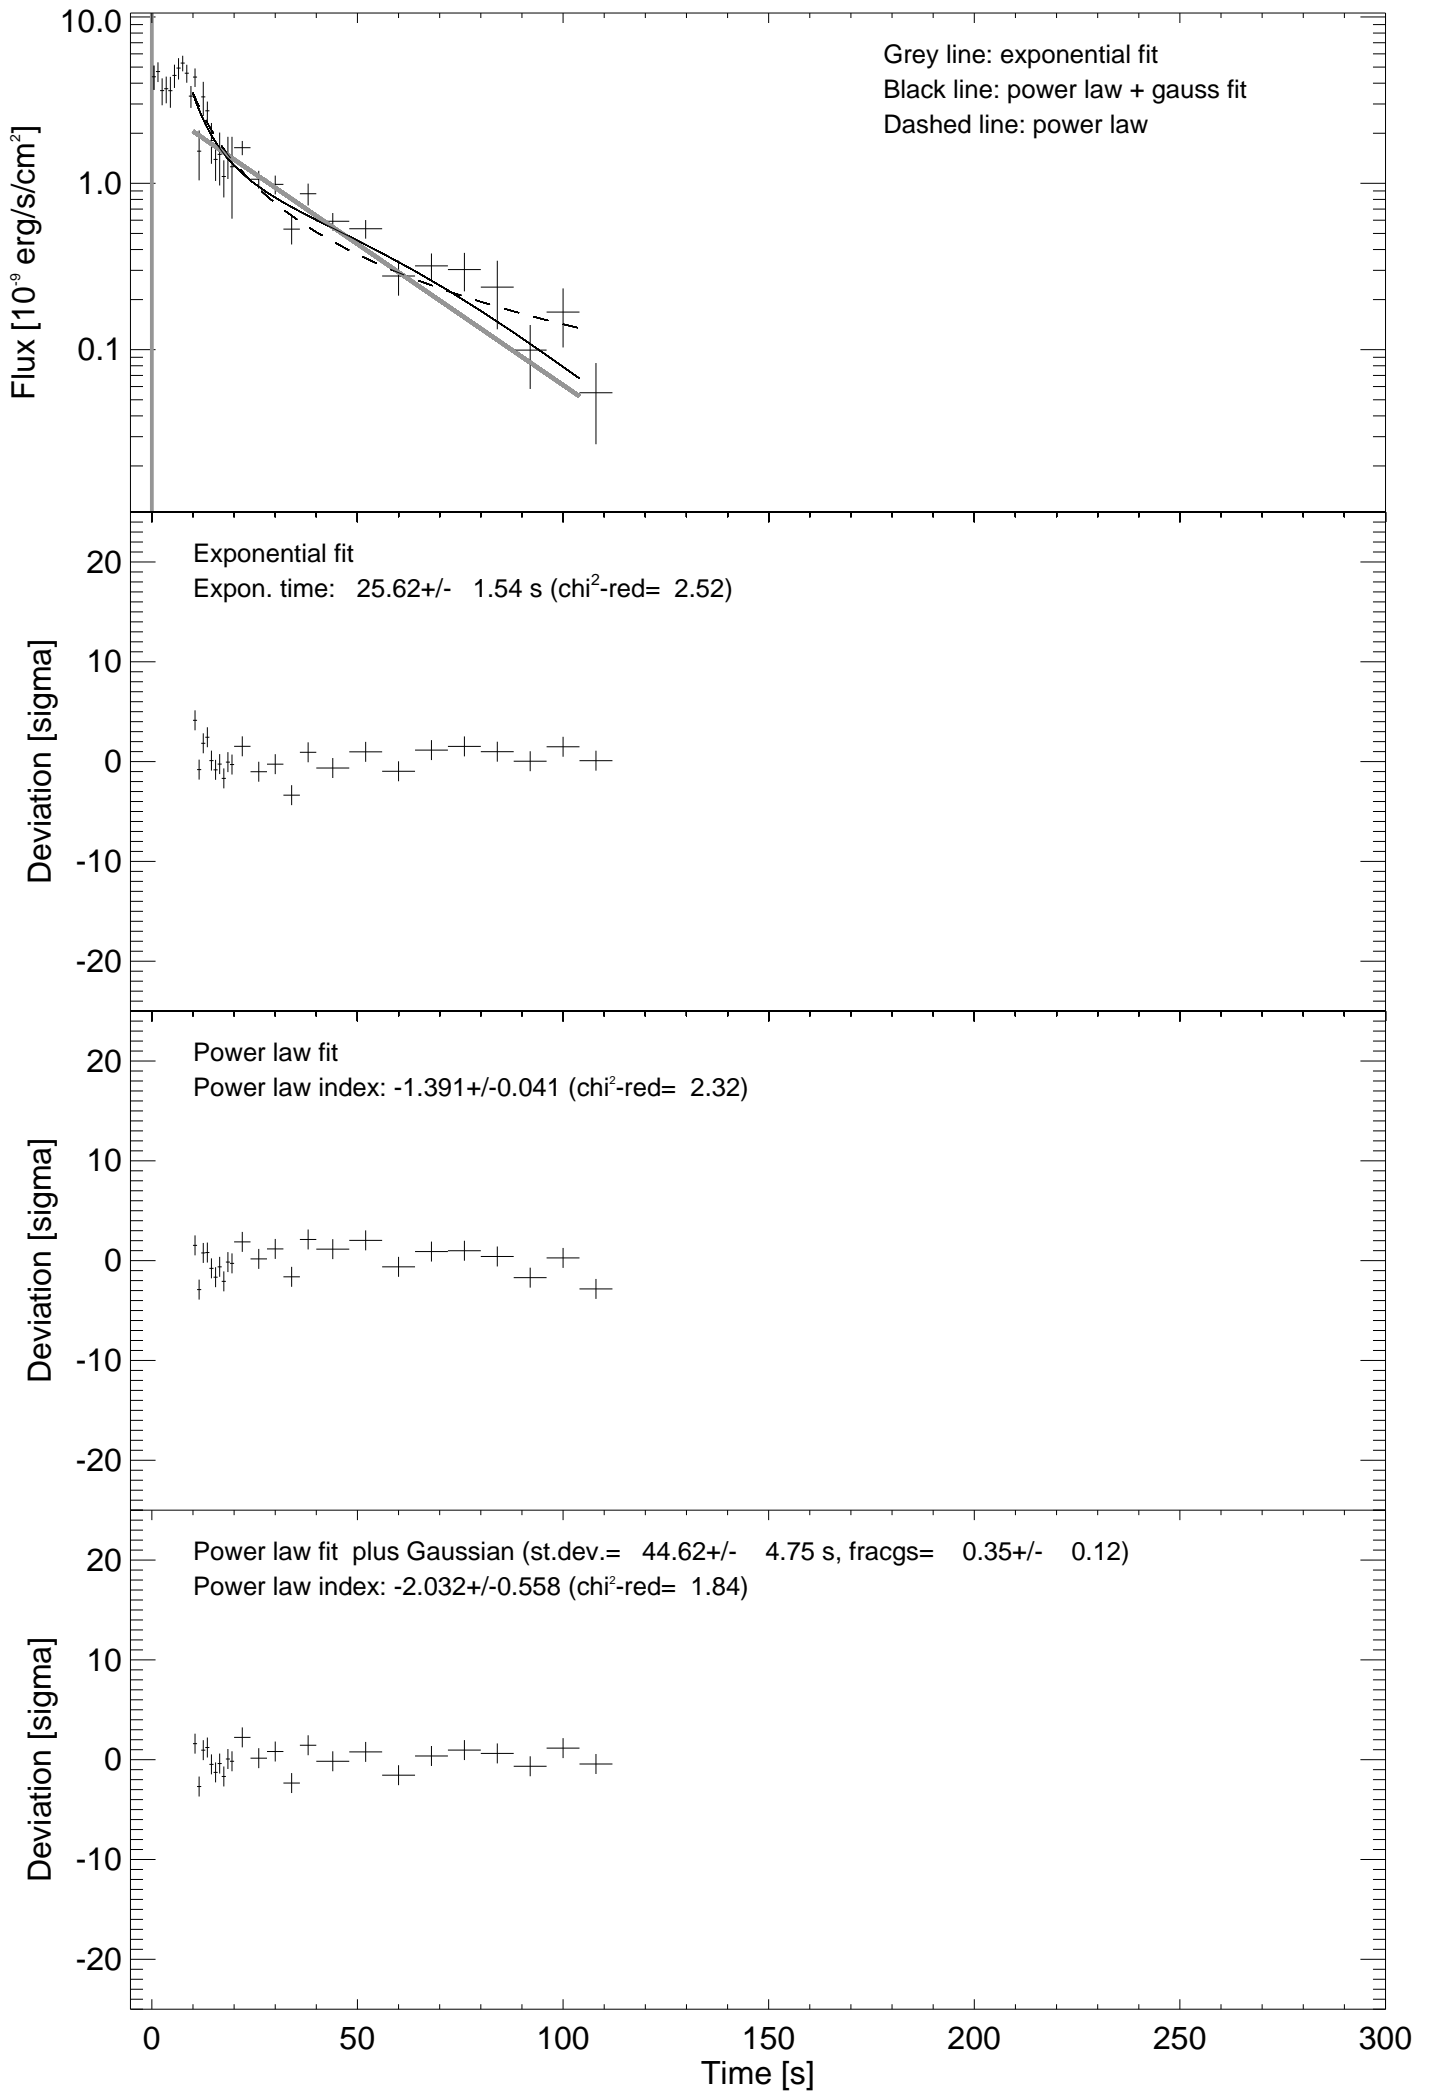 Grey line: exponential fit
Black line: power law + gauss fit
Dashed line: power law
10.0
1.0
0.1
Flux [10⁻⁹ erg/s/cm²]
Exponential fit
Expon. time: 25.62+/- 1.54 s (chi²-red= 2.52)
20
10
0
-10
-20
Deviation [sigma]
Power law fit
Power law index: -1.391+/-0.041 (chi²-red= 2.32)
20
10
0
-10
-20
Deviation [sigma]
Power law fit plus Gaussian (st.dev.= 44.62+/- 4.75 s, fracgs= 0.35+/- 0.12)
Power law index: -2.032+/-0.558 (chi²-red= 1.84)
20
10
0
-10
-20
Deviation [sigma]
0 50 100 150 200 250 300
Time [s]